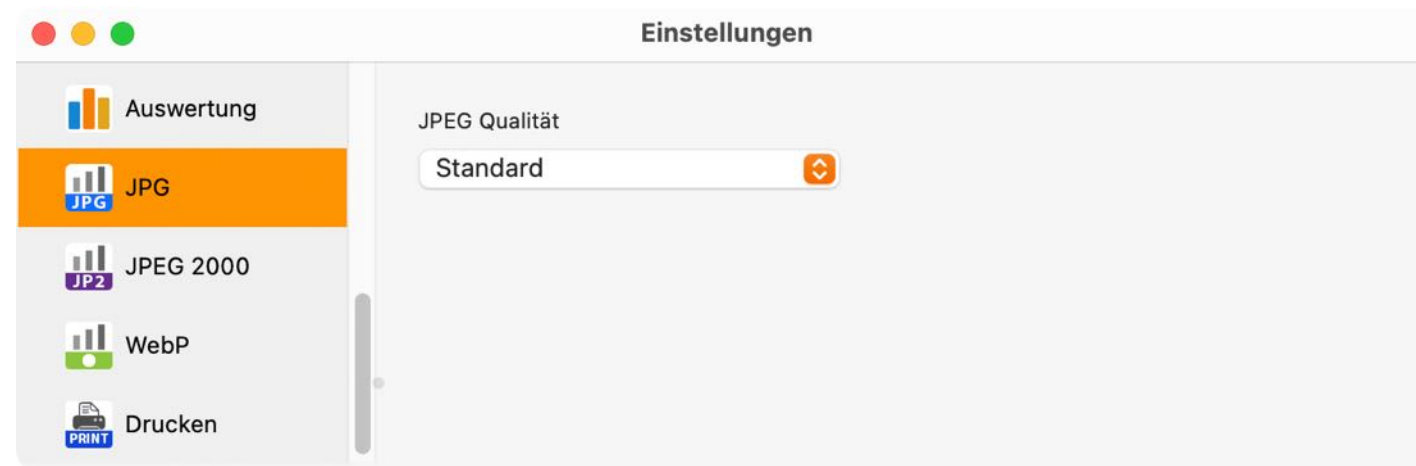 Einstellungen
Auswertung
JPG
JPG
JP2
JPEG 2000
WebP
PRINT
Drucken
JPEG Qualität
Standard